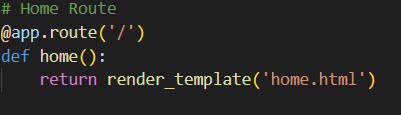 # Home Route
@app.route('/')
def home():
    return render_template('home.html')